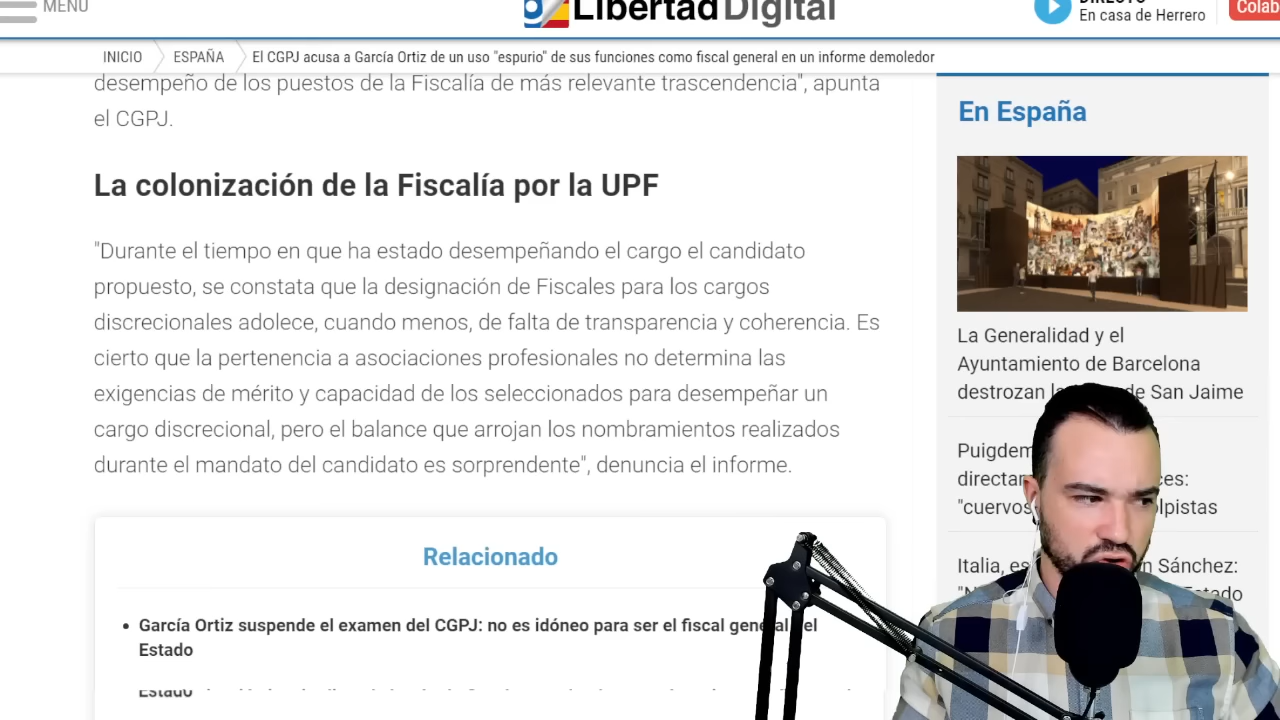 MENÚ
Libertad Digital
DIRECTO
En casa de Herrero
Colab
INICIO
ESPAÑA
El CGPJ acusa a García Ortiz de un uso "espurio" de sus funciones como fiscal general en un informe demoledor
desempeño de los puestos de la Fiscalía de más relevante trascendencia", apunta
el CGPJ.
La colonización de la Fiscalía por la UPF
"Durante el tiempo en que ha estado desempeñando el cargo el candidato
propuesto, se constata que la designación de Fiscales para los cargos
discrecionales adolece, cuando menos, de falta de transparencia y coherencia. Es
cierto que la pertenencia a asociaciones profesionales no determina las
exigencias de mérito y capacidad de los seleccionados para desempeñar un
cargo discrecional, pero el balance que arrojan los nombramientos realizados
durante el mandato del candidato es sorprendente", denuncia el informe.
Relacionado
• García Ortiz suspende el examen del CGPJ: no es idóneo para ser el fiscal general del
Estado
Estado
En España
La Generalidad y el
Ayuntamiento de Barcelona
destrozan de San Jaime
"cuervos
Italia, Sánchez: